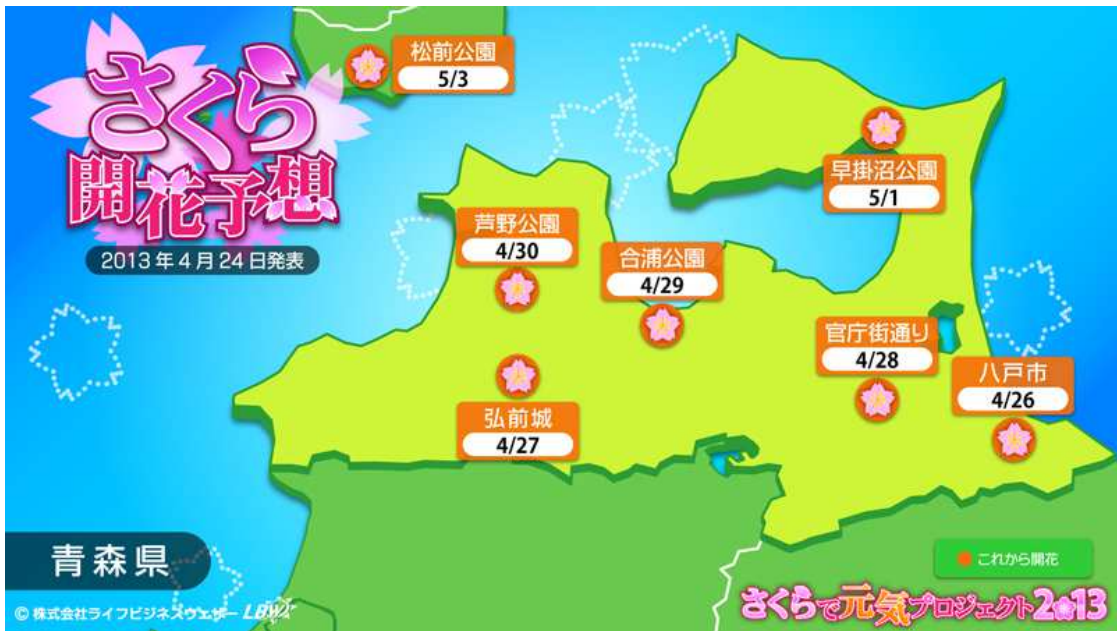 さくら
開花予想
2013年4月24日発表
松前公園
5/3
早掛沼公園
5/1
芦野公園
4/30
合浦公園
4/29
官庁街通り
4/28
八戸市
4/26
弘前城
4/27
青森県
これから開花
© 株式会社ライフビジネスウェザー LBW
さくらで元気プロジェクト2013